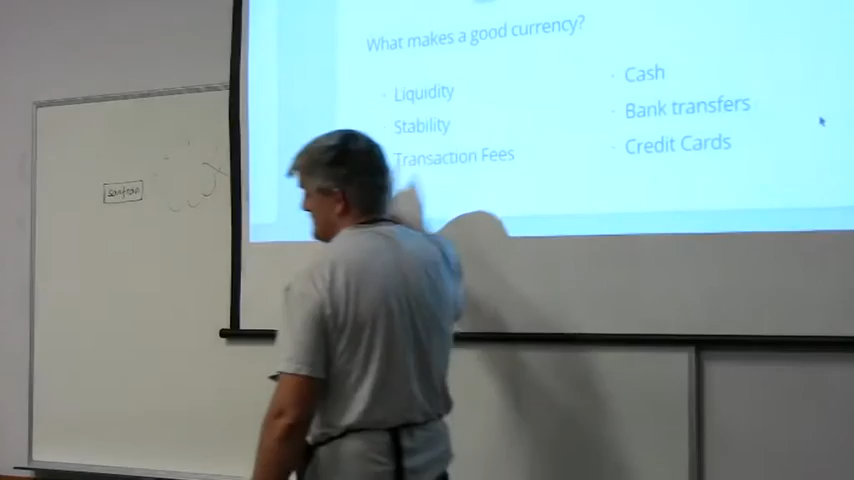 What makes a good currency?
· Liquidity
· Stability
Transaction Fees
· Cash
· Bank transfers
· Credit Cards